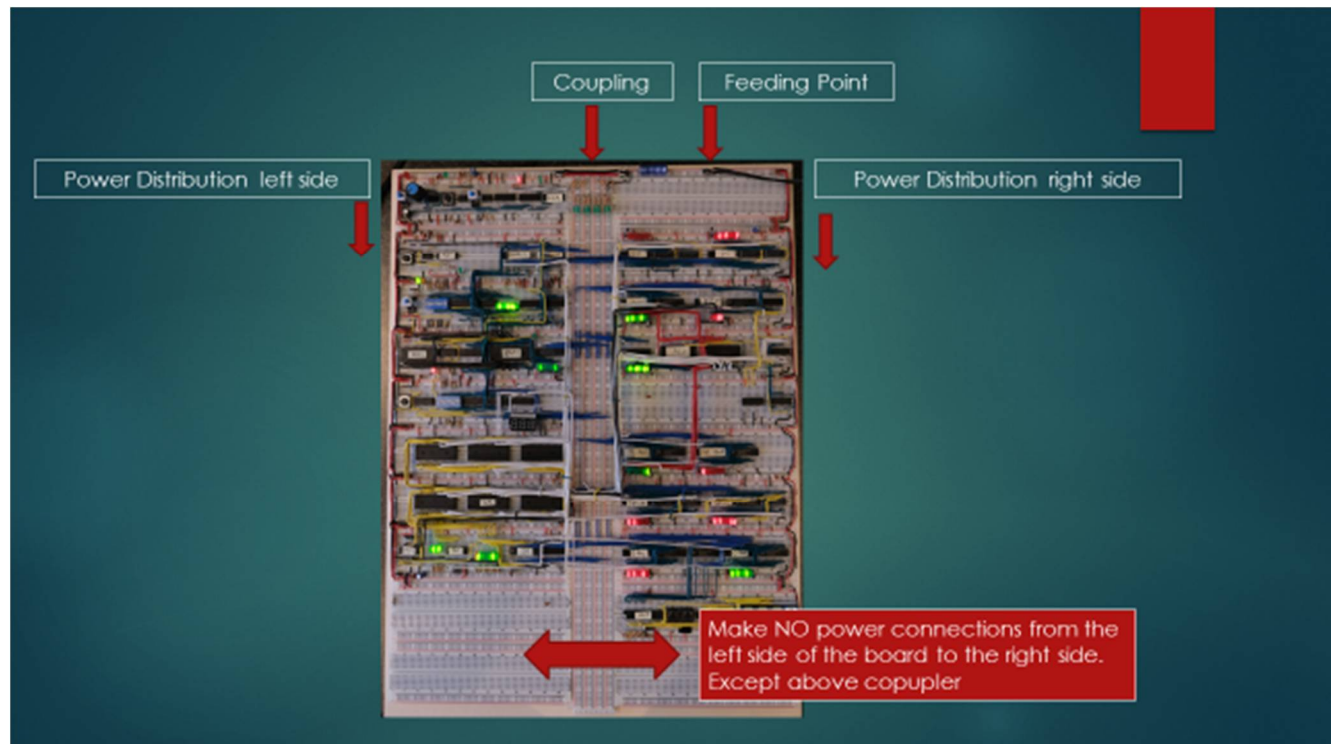 Coupling
Feeding Point
Power Distribution left side
Power Distribution right side
Make NO power connections from the
left side of the board to the right side.
Except above copupler